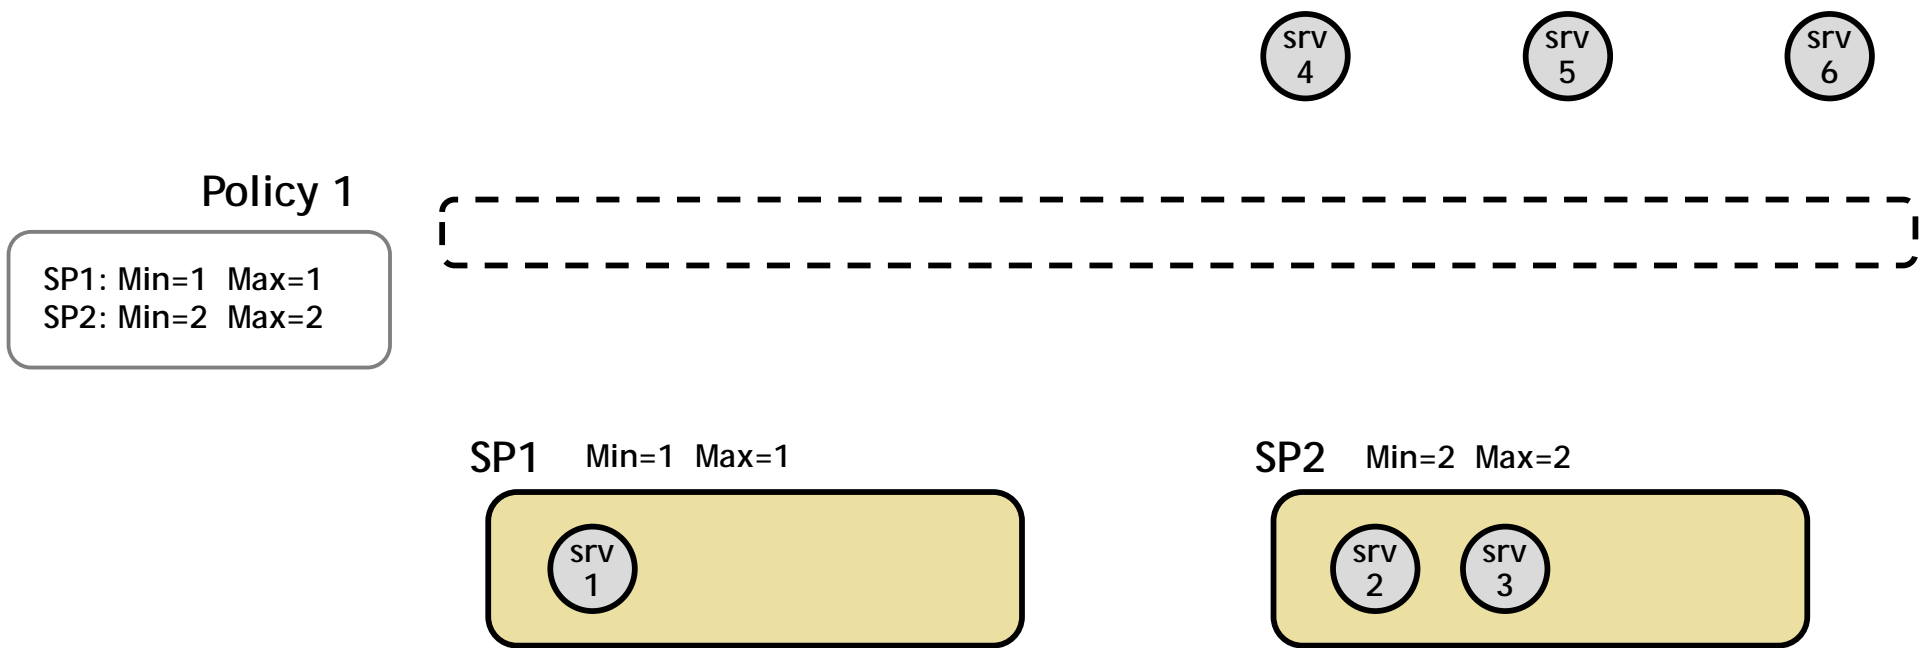 srv
4
srv
5
srv
6
Policy 1
SP1: Min=1 Max=1
SP2: Min=2 Max=2
SP1 Min=1 Max=1
SP2 Min=2 Max=2
srv
1
srv
2
srv
3